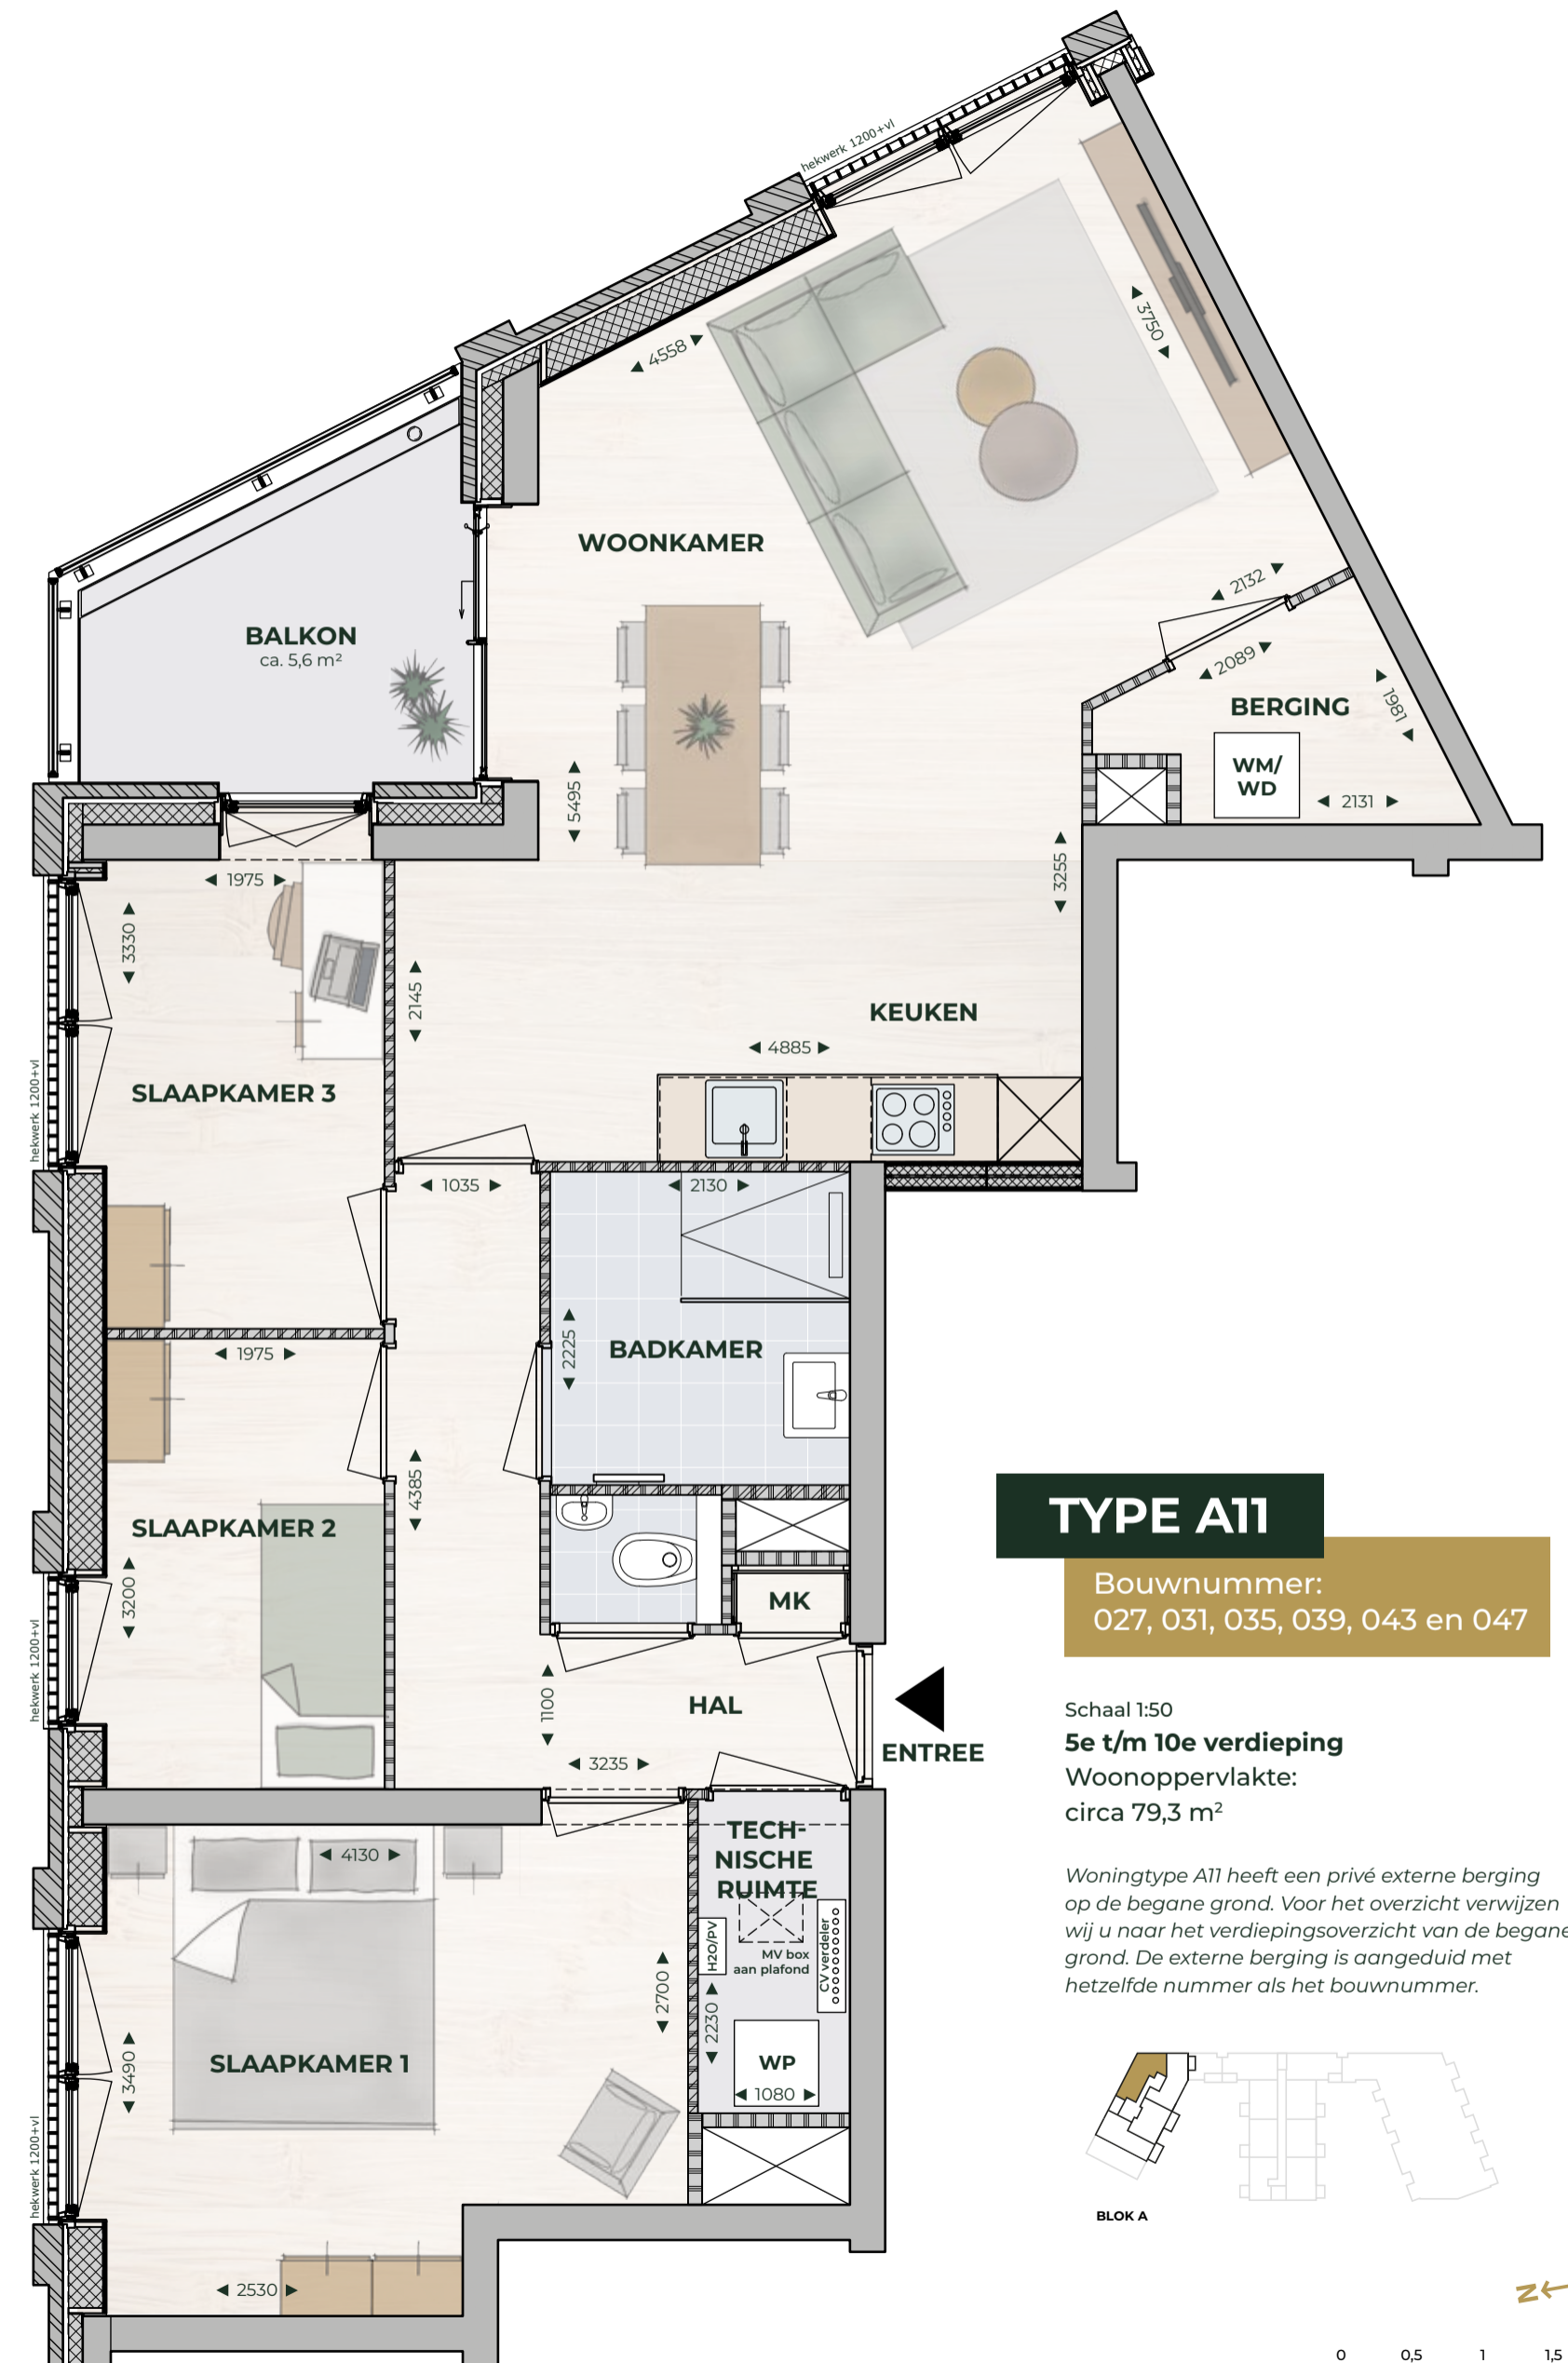 hekwerk 1200+vl
4558
3750
WOONKAMER
2132
BALKON
ca. 5,6 m²
2089
BERGING
1981
WM/
WD
2131
5495
3255
1975
3330
2145
KEUKEN
4885
SLAAPKAMER 3
hekwerk 1200+vl
1035
2130
2225
BADKAMER
1975
4385
SLAAPKAMER 2
3200
MK
hekwerk 1200+vl
1100
HAL
ENTREE
3235
TECH-
NISCHE
RUIMTE
4130
H2O/PV
MV box
aan plafond
CV verdeler
2700
2230
WP
1080
SLAAPKAMER 1
3490
hekwerk 1200+vl
2530
TYPE A11
Bouwnummer:
027, 031, 035, 039, 043 en 047
Schaal 1:50
5e t/m 10e verdieping
Woonoppervlakte:
circa 79,3 m²
Woningtype A11 heeft een privé externe berging
op de begane grond. Voor het overzicht verwijzen
wij u naar het verdiepingsoverzicht van de begane
grond. De externe berging is aangeduid met
hetzelfde nummer als het bouwnummer.
BLOK A
N
0 0,5 1 1,5